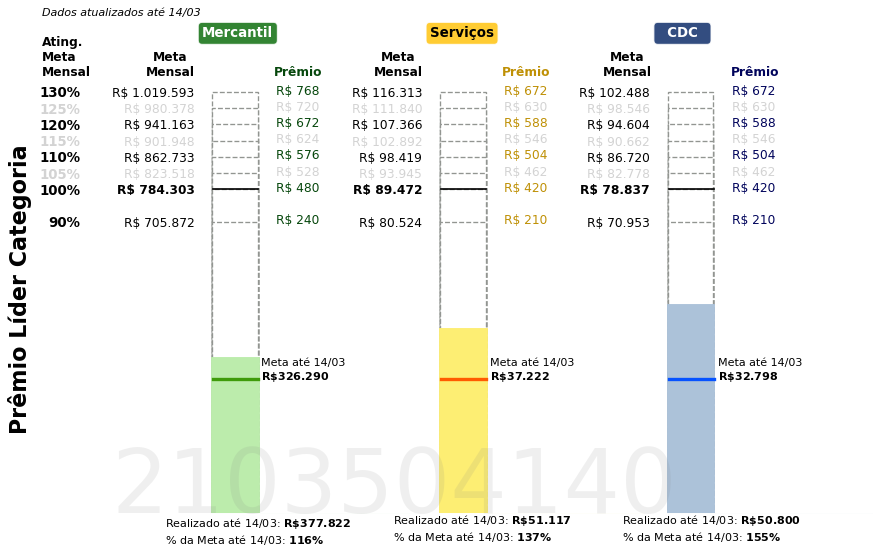 Dados atualizados até 14/03
Mercantil Serviços CDC
Ating.
Meta Meta Meta Meta
Mensal Mensal Prêmio Mensal Prêmio Mensal Prêmio
130% R$ 1.019.593 R$ 768 R$ 116.313 R$ 672 R$ 102.488 R$ 672
125% R$ 980.378 R$ 720 R$ 111.840 R$ 630 R$ 98.546 R$ 630
120% R$ 941.163 R$ 672 R$ 107.366 R$ 588 R$ 94.604 R$ 588
115% R$ 901.948 R$ 624 R$ 102.892 R$ 546 R$ 90.662 R$ 546
110% R$ 862.733 R$ 576 R$ 98.419 R$ 504 R$ 86.720 R$ 504
105% R$ 823.518 R$ 528 R$ 93.945 R$ 462 R$ 82.778 R$ 462
100% R$ 784.303 R$ 480 R$ 89.472 R$ 420 R$ 78.837 R$ 420
90% R$ 705.872 R$ 240 R$ 80.524 R$ 210 R$ 70.953 R$ 210
Prêmio Líder Categoria
Meta até 14/03 Meta até 14/03 Meta até 14/03
R$326.290 R$37.222 R$32.798
2103504140
Realizado até 14/03: R$377.822 Realizado até 14/03: R$51.117 Realizado até 14/03: R$50.800
% da Meta até 14/03: 116% % da Meta até 14/03: 137% % da Meta até 14/03: 155%